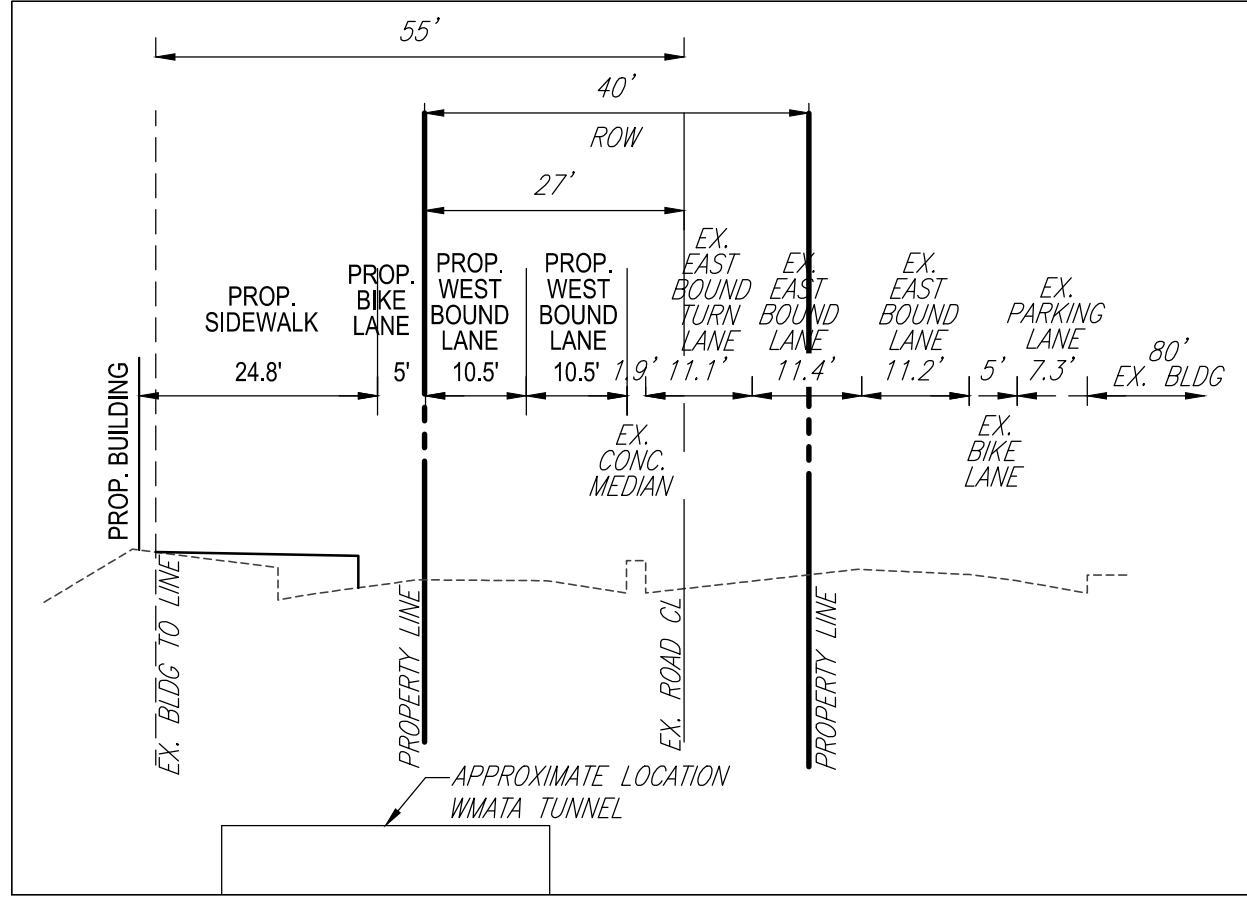 55'
40'
ROW
27'
PROP.
SIDEWALK
24.8'
PROP.
BIKE
LANE
5'
PROP.
WEST
BOUND
LANE
10.5'
PROP.
WEST
BOUND
LANE
10.5'
1.9'
EX.
EAST
BOUND
TURN
LANE
11.1'
EX.
EAST
BOUND
LANE
11.4'
EX.
EAST
BOUND
LANE
11.2'
5'
EX.
PARKING
LANE
7.3'
80'
EX. BLDG
EX.
CONC.
MEDIAN
EX.
BIKE
LANE
PROP. BUILDING
EX. BLDG TO LINE
PROPERTY LINE
EX. ROAD CL
PROPERTY LINE
APPROXIMATE LOCATION
WMATA TUNNEL